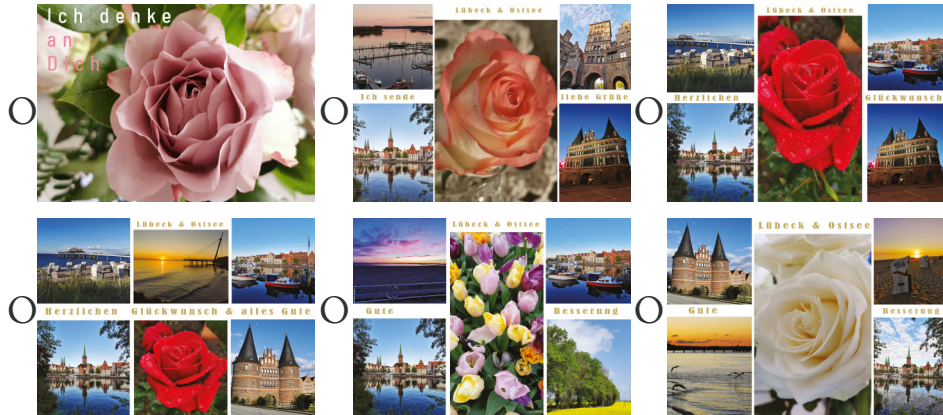 Ich denke
an
Dich
O
Lübeck & Ostsee
Ich sende
liebe Grüße
O
Lübeck & Ostsee
Herzlichen
Glückwunsch
O
Lübeck & Ostsee
Herzlichen Glückwunsch & alles Gute
O
Lübeck & Ostsee
Gute
Besserung
O
Lübeck & Ostsee
Gute
Besserung
O